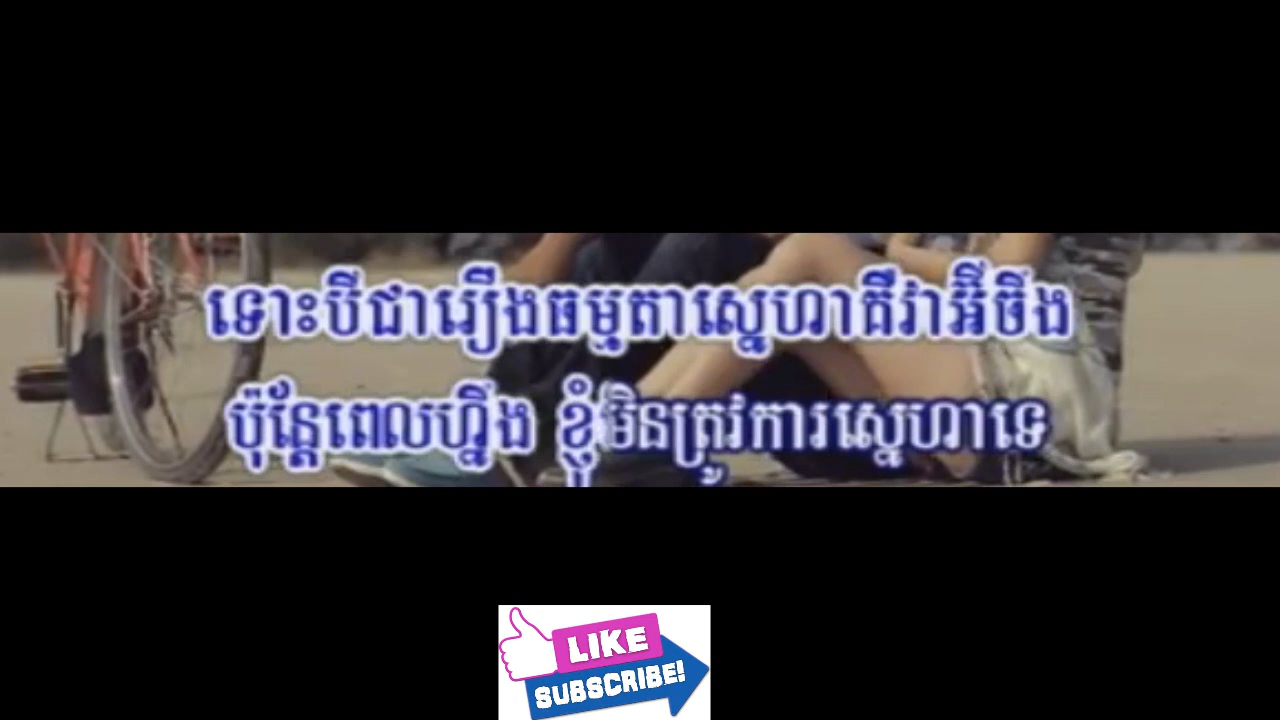 ទោះបីជារឿងធម្មតាស្នេហាគឺវាអ៊ីចឹង
ប៉ុន្តែពេលហ្នឹង ខ្ញុំមិនត្រូវការស្នេហាទេ
LIKE
SUBSCRIBE!